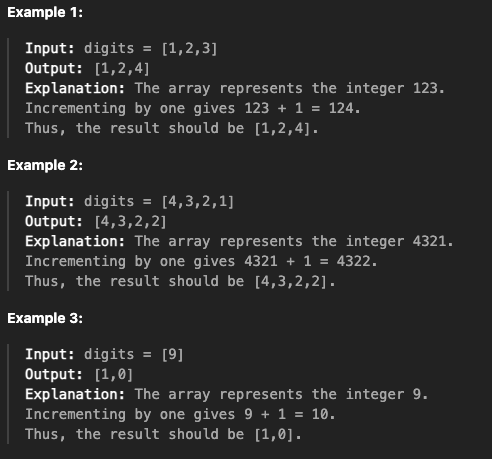 Example 1:
Input: digits = [1,2,3]
Output: [1,2,4]
Explanation: The array represents the integer 123.
Incrementing by one gives 123 + 1 = 124.
Thus, the result should be [1,2,4].
Example 2:
Input: digits = [4,3,2,1]
Output: [4,3,2,2]
Explanation: The array represents the integer 4321.
Incrementing by one gives 4321 + 1 = 4322.
Thus, the result should be [4,3,2,2].
Example 3:
Input: digits = [9]
Output: [1,0]
Explanation: The array represents the integer 9.
Incrementing by one gives 9 + 1 = 10.
Thus, the result should be [1,0].